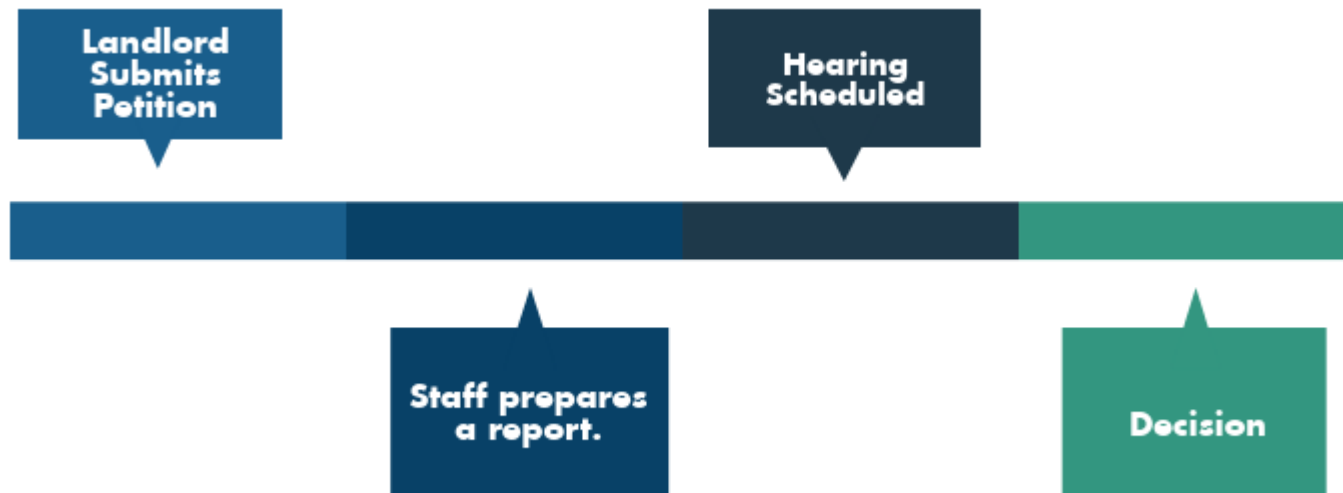 Landlord
Submits
Petition
Staff prepares
a report.
Hearing
Scheduled
Decision